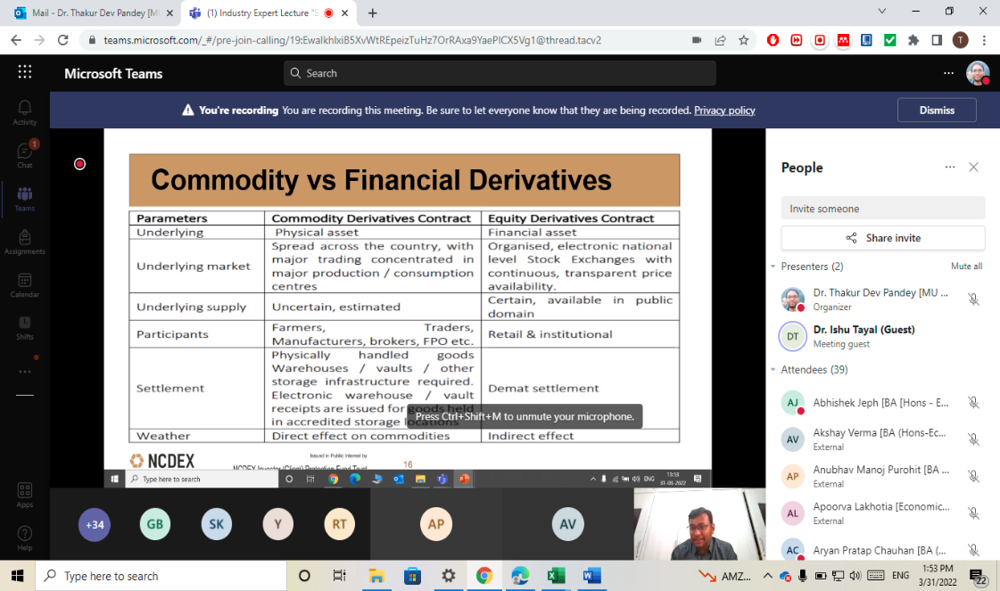 Mail - Dr. Thakur Dev Pandey [M
(1) Industry Expert Lecture "S
teams.microsoft.com/_#/pre-join-calling/19:EwalkhlxiB5XvWtREpeizTuHz7OrRAxa9YaePICX5Vg1@thread.tacv2
T
Microsoft Teams
Search
You're recording You are recording this meeting. Be sure to let everyone know that they are being recorded. Privacy policy
Dismiss
Activity
1
Chat
Teams
Assignments
Calendar
Shifts
Apps
Help
Commodity vs Financial Derivatives
Parameters Commodity Derivatives Contract Equity Derivatives Contract
Underlying Physical asset Financial asset
Underlying market
Spread across the country, with
major trading concentrated in
major production / consumption
centres
Organised, electronic national
level Stock Exchanges with
continuous, transparent price
availability.
Underlying supply
Uncertain, estimated
Certain, available in public
domain
Participants
Farmers, Traders,
Manufacturers, brokers, FPO etc.
Retail & institutional
Settlement
Physically handled goods
Warehouses / vaults / other
storage infrastructure required.
Electronic warehouse / vault
receipts are issued for goods held
in accredited storage locations
Demat settlement
Press Ctrl+Shift+M to unmute your microphone.
Weather Direct effect on commodities Indirect effect
NCDEX
Issued in Public Interest by
NCDEX Investor (Client) Protection Fund Trust
16
Type here to search
ENG
13:53
31-03-2022
+34
GB
SK
Y
RT
AP
AV
People
Invite someone
Share invite
Presenters (2)
Mute all
Dr. Thakur Dev Pandey [MU ...
Organizer
DT
Dr. Ishu Tayal (Guest)
Meeting guest
Attendees (39)
AJ
Abhishek Jeph [BA [Hons - E...
AV
Akshay Verma [BA (Hons-Ec...
External
AP
Anubhav Manoj Purohit [BA ...
External
AL
Apoorva Lakhotia [Economic...
External
AC
Aryan Pratap Chauhan [BA (...
Type here to search
AMZ...
ENG
1:53 PM
3/31/2022
22